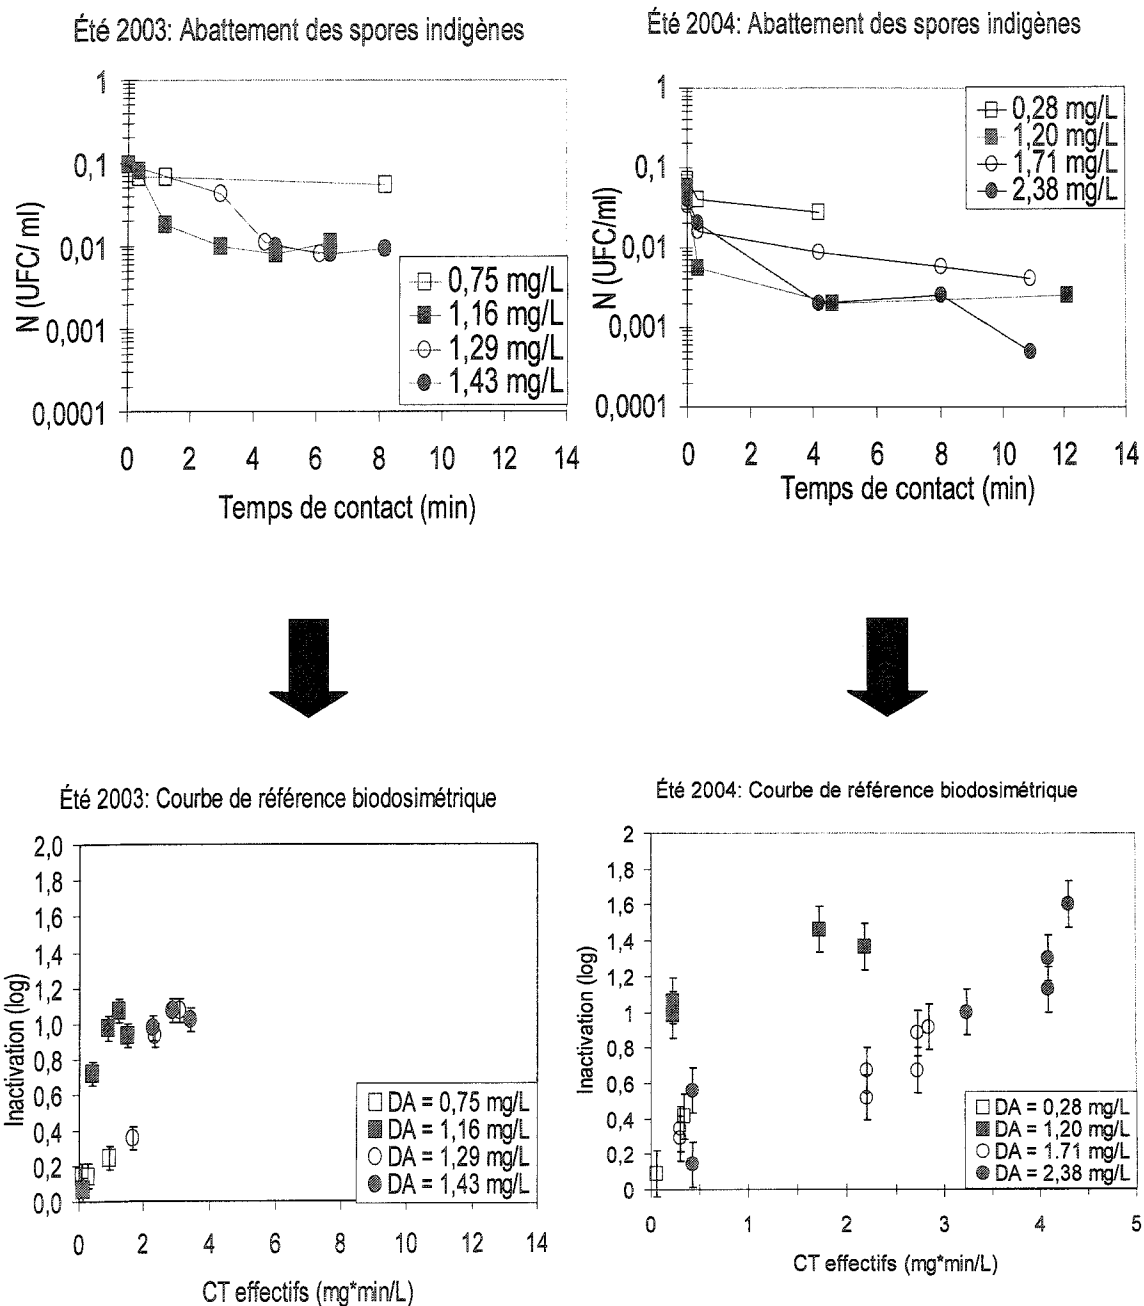 Été 2003: Abattement des spores indigènes
1
0,1
0,01
0,001
0,0001
N (UFC/ ml)
0 2 4 6 8 10 12 14
Temps de contact (min)
0,75 mg/L
1,16 mg/L
1,29 mg/L
1,43 mg/L
Été 2004: Abattement des spores indigènes
1
0,1
0,01
0,001
0,0001
N (UFC/ml)
0 2 4 6 8 10 12 14
Temps de contact (min)
0,28 mg/L
1,20 mg/L
1,71 mg/L
2,38 mg/L
Été 2003: Courbe de référence biodosimétrique
2,0
1,8
1,6
1,4
1,2
1,0
0,8
0,6
0,4
0,2
0,0
Inactivation (log)
0 2 4 6 8 10 12 14
CT effectifs (mg*min/L)
DA = 0,75 mg/L
DA = 1,16 mg/L
DA = 1,29 mg/L
DA = 1,43 mg/L
Été 2004: Courbe de référence biodosimétrique
2
1,8
1,6
1,4
1,2
1
0,8
0,6
0,4
0,2
0
Inactivation (log)
0 1 2 3 4 5
CT effectifs (mg*min/L)
DA = 0,28 mg/L
DA = 1,20 mg/L
DA = 1.71 mg/L
DA = 2,38 mg/L